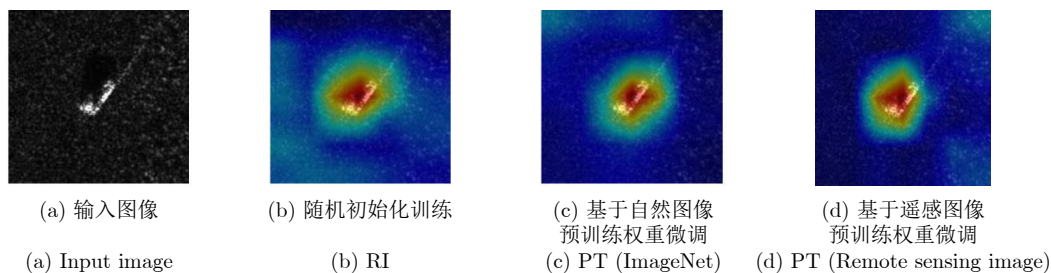 (a) 输入图像
(b) 随机初始化训练
(c) 基于自然图像
预训练权重微调
(d) 基于遥感图像
预训练权重微调
(a) Input image
(b) RI
(c) PT (ImageNet)
(d) PT (Remote sensing image)